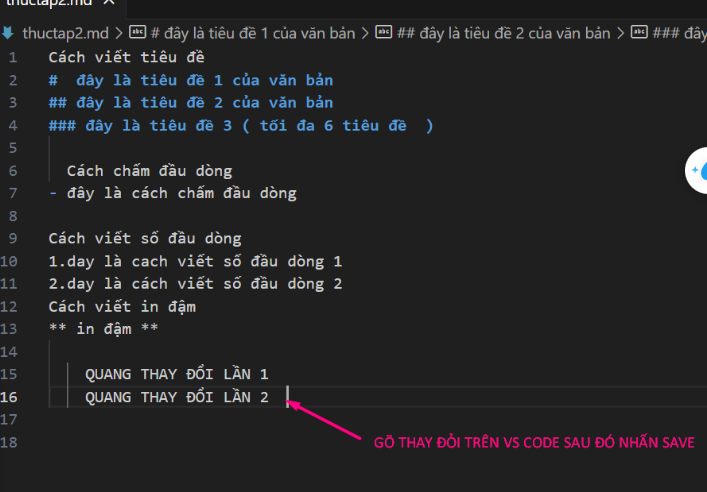 thuctap2.md
thuctap2.md > # đây là tiêu đề 1 của văn bản > ## đây là tiêu đề 2 của văn bản > ### đây
1 Cách viết tiêu đề
2 #  đây là tiêu đề 1 của văn bản
3 ## đây là tiêu đề 2 của văn bản
4 ### đây là tiêu đề 3 ( tối đa 6 tiêu đề  )
5
6   Cách chấm đầu dòng
7 - đây là cách chấm đầu dòng
8
9 Cách viết số đầu dòng
10 1.day là cach viết số đầu dòng 1
11 2.day là cách viết số đầu dòng 2
12 Cách viết in đậm
13 ** in đậm **
14
15     QUANG THAY ĐỔI LẦN 1
16     QUANG THAY ĐỔI LẦN 2
17
18 GÕ THAY ĐỎI TRÊN VS CODE SAU ĐÓ NHẤN SAVE